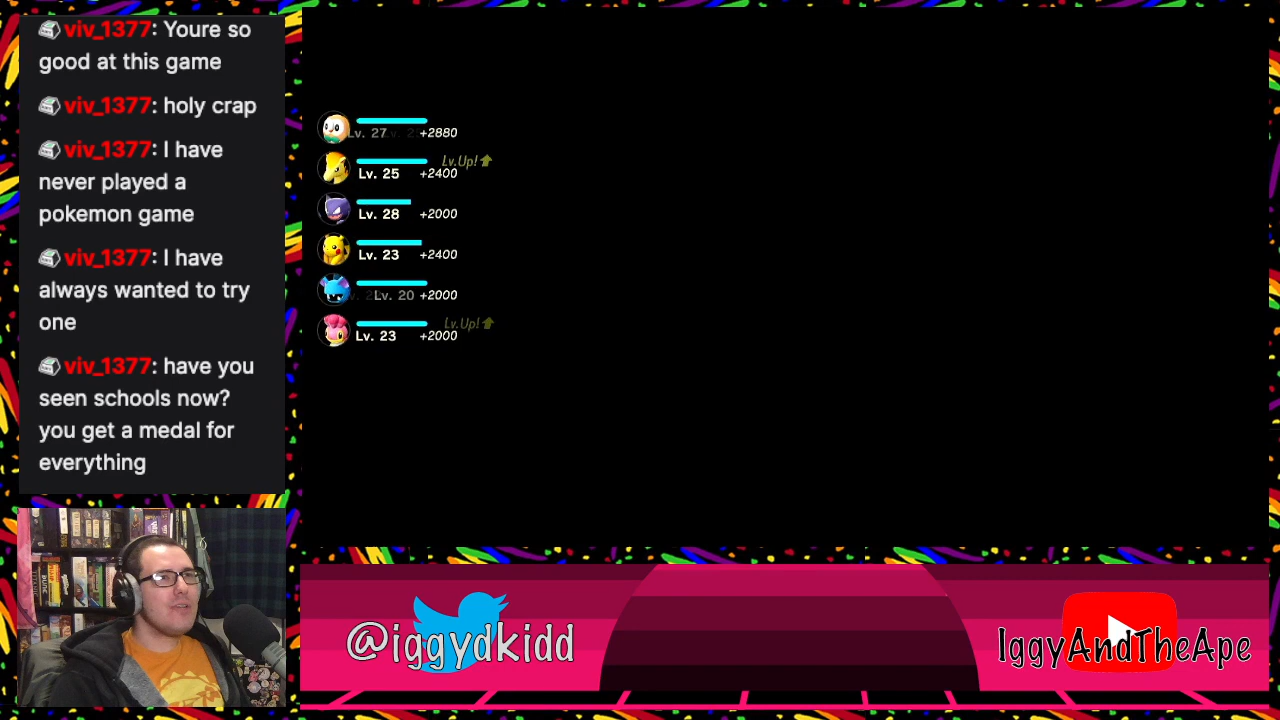 viv_1377: Youre so
good at this game
viv_1377: holy crap
viv_1377: I have
never played a
pokemon game
viv_1377: I have
always wanted to try
one
viv_1377: have you
seen schools now?
you get a medal for
everything
Lv. 27 +2880
Lv.Up!
Lv. 25 +2400
Lv. 28 +2000
Lv. 23 +2400
Lv. 20 +2000
Lv.Up!
Lv. 23 +2000
@iggydkidd
IggyAndTheApe